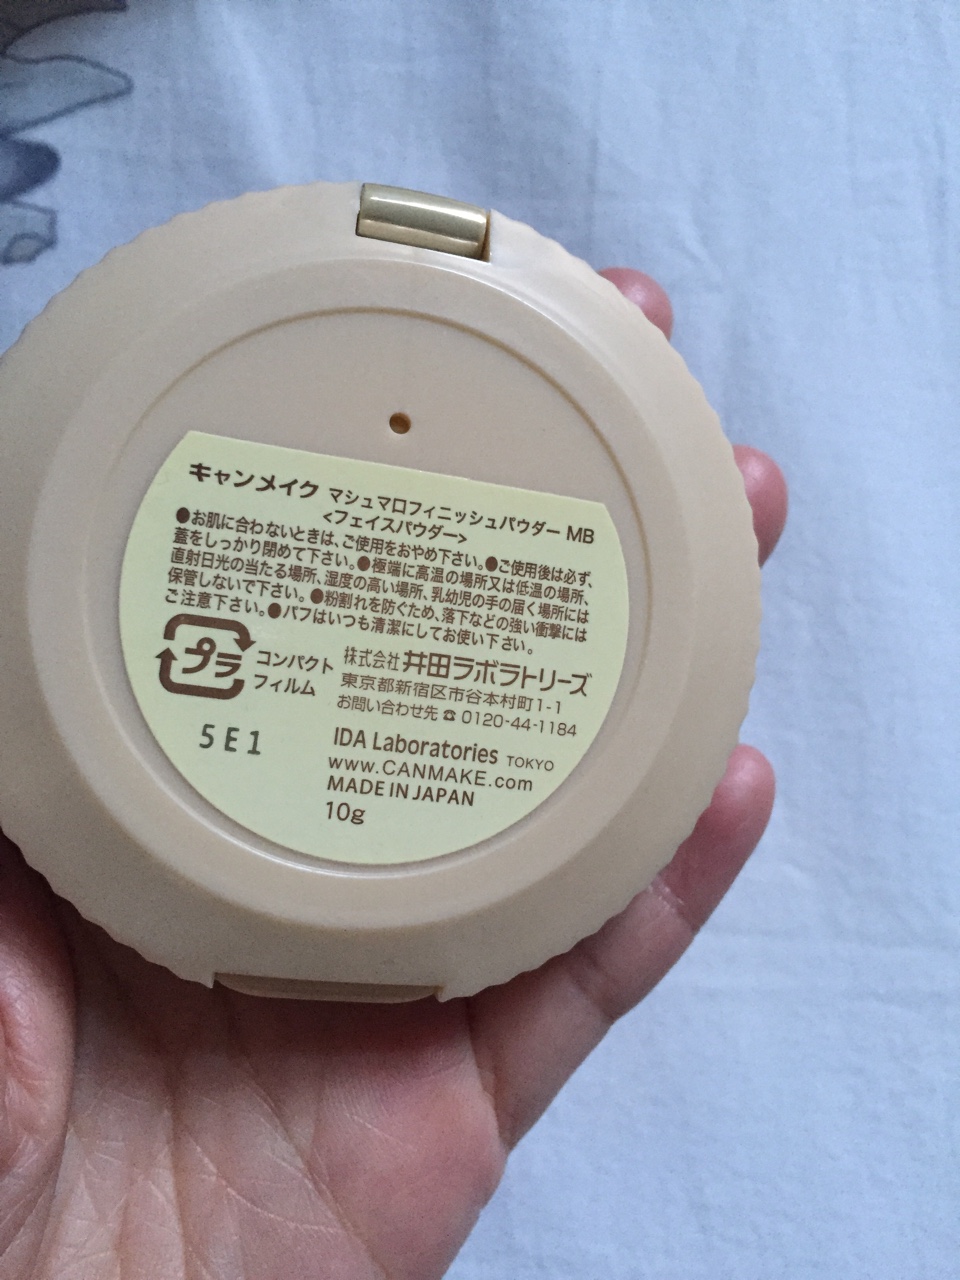 キャンメイク マシュマロフィニッシュパウダー MB
<フェイスパウダー>
●お肌に合わないときは、ご使用をおやめ下さい。●ご使用後は必ず、
蓋をしっかり閉めて下さい。●極端に高温の場所又は低温の場所、
直射日光の当たる場所、湿度の高い場所、乳幼児の手の届く場所には
保管しないで下さい。●粉割れを防ぐため、落下などの強い衝撃には
ご注意下さい。●パフはいつも清潔にしてお使い下さい。
プラ
コンパクト
フィルム
株式会社 井田ラボラトリーズ
東京都新宿区市谷本村町1-1
お問い合わせ先 ☎ 0120-44-1184
5E1
IDA Laboratories TOKYO
www.CANMAKE.com
MADE IN JAPAN
10g